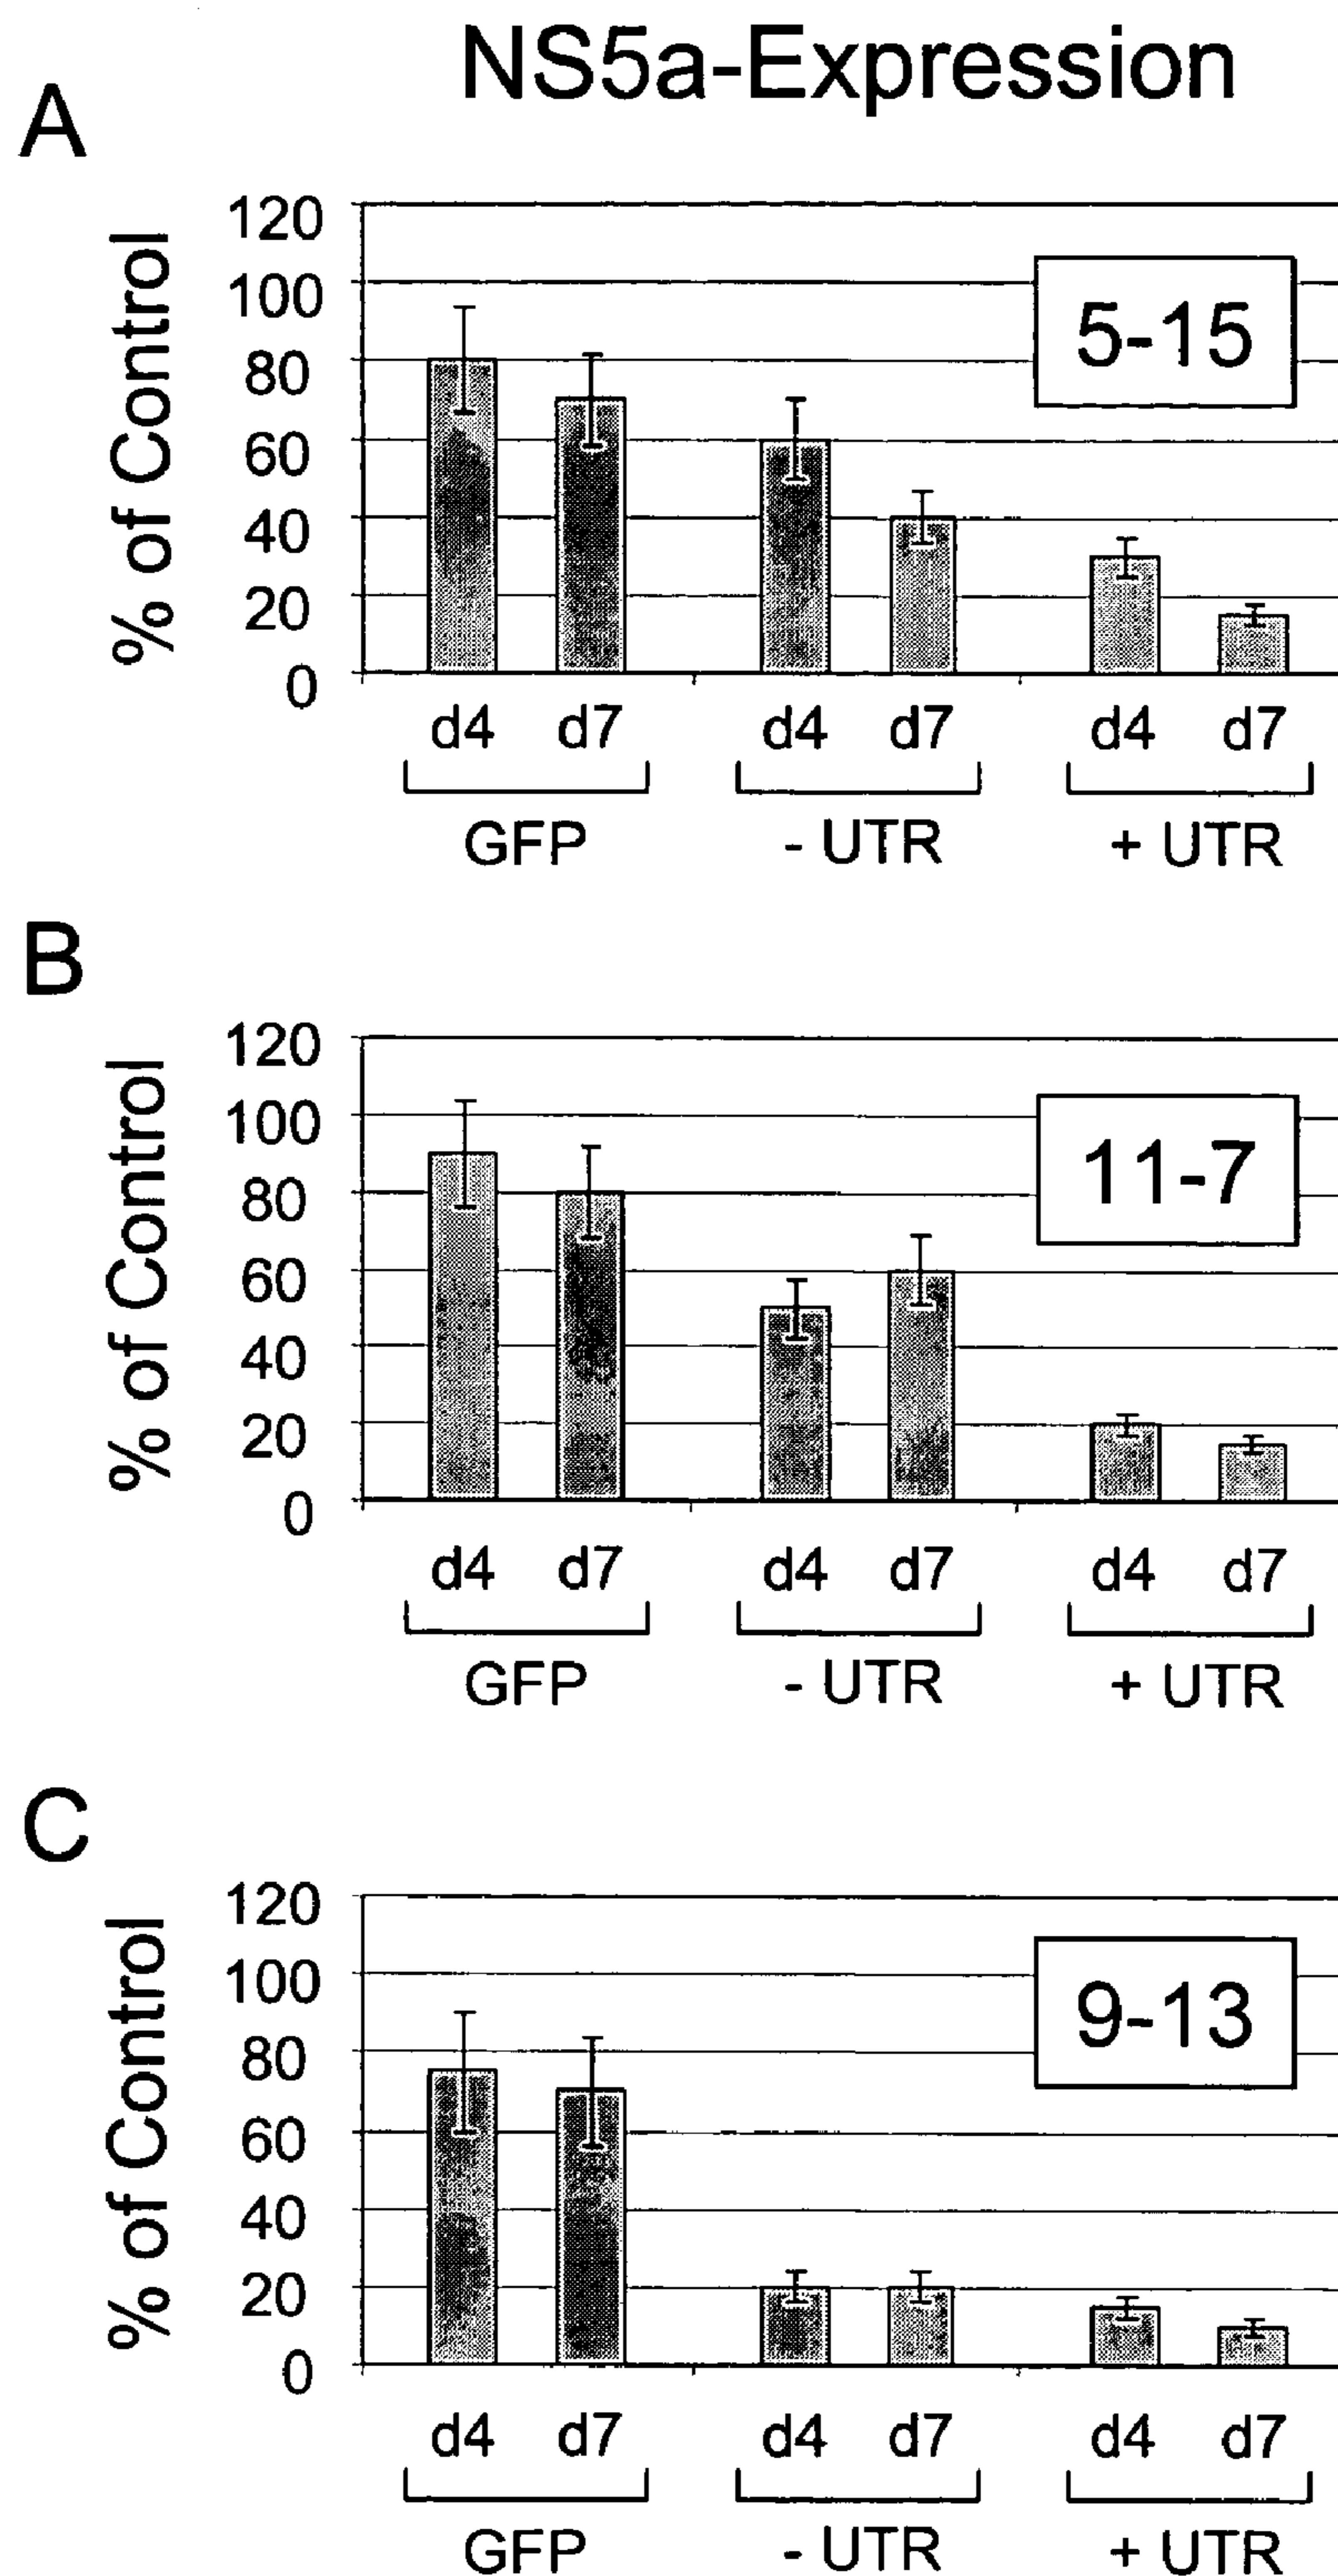 NS5a-Expression
A
% of Control
120
100
80
60
40
20
0
5-15
d4 d7 d4 d7 d4 d7
GFP - UTR + UTR
B
% of Control
120
100
80
60
40
20
0
11-7
d4 d7 d4 d7 d4 d7
GFP - UTR + UTR
C
% of Control
120
100
80
60
40
20
0
9-13
d4 d7 d4 d7 d4 d7
GFP - UTR + UTR